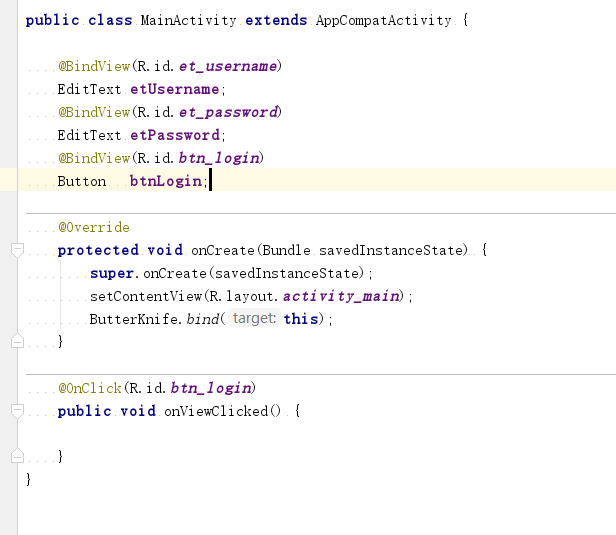 public class MainActivity extends AppCompatActivity {
@BindView(R.id.et_username)
EditText etUsername;
@BindView(R.id.et_password)
EditText etPassword;
@BindView(R.id.btn_login)
Button   btnLogin;
@Override
protected void onCreate(Bundle savedInstanceState) {
super.onCreate(savedInstanceState);
setContentView(R.layout.activity_main);
ButterKnife.bind( target: this);
}
@OnClick(R.id.btn_login)
public void onViewClicked() {
}
}